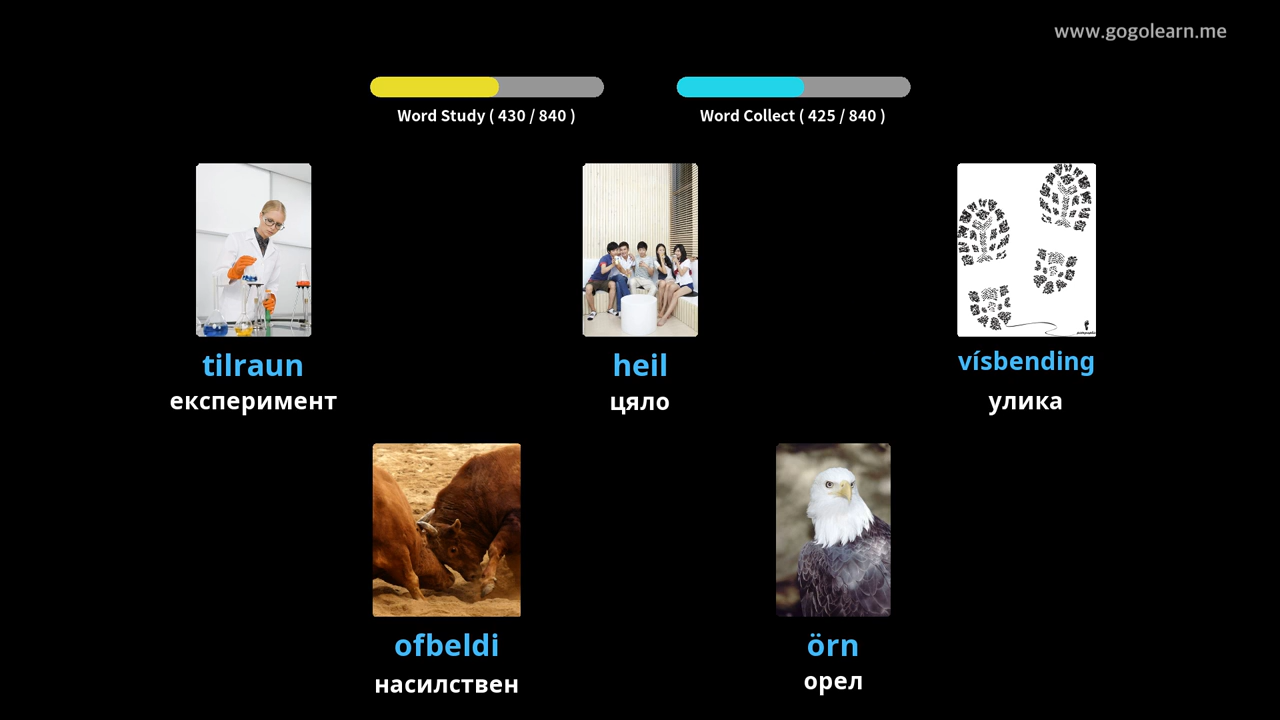 www.gogolearn.me
Word Study ( 430 / 840 )
Word Collect ( 425 / 840 )
tilraun
експеримент
heil
цяло
vísbending
улика
ofbeldi
насилствен
örn
орел